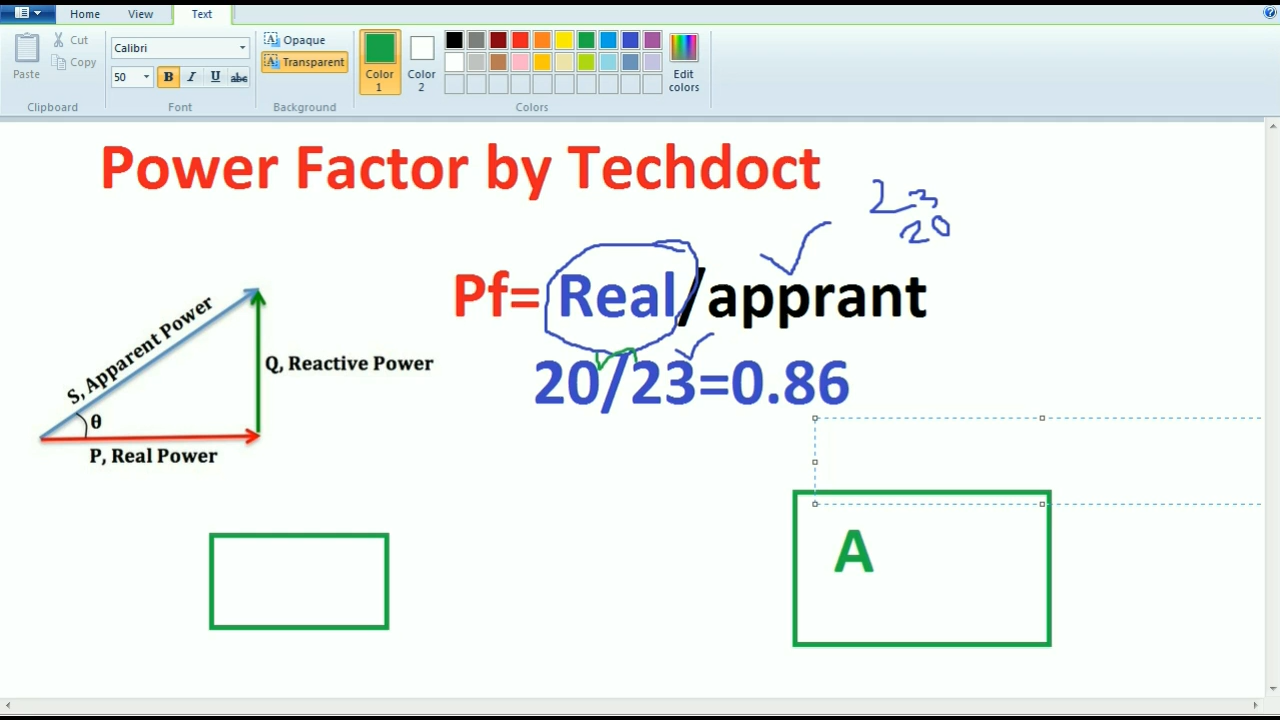 Home View Text
Paste
Cut
Copy
Clipboard
Calibri
50 B I U abc
Font
Opaque
Transparent
Background
Color 1
Color 2
Edit colors
Colors
Power Factor by Techdoct
23
20
Pf= Real/apprant
20/23=0.86
S, Apparent Power
Q, Reactive Power
θ
P, Real Power
A